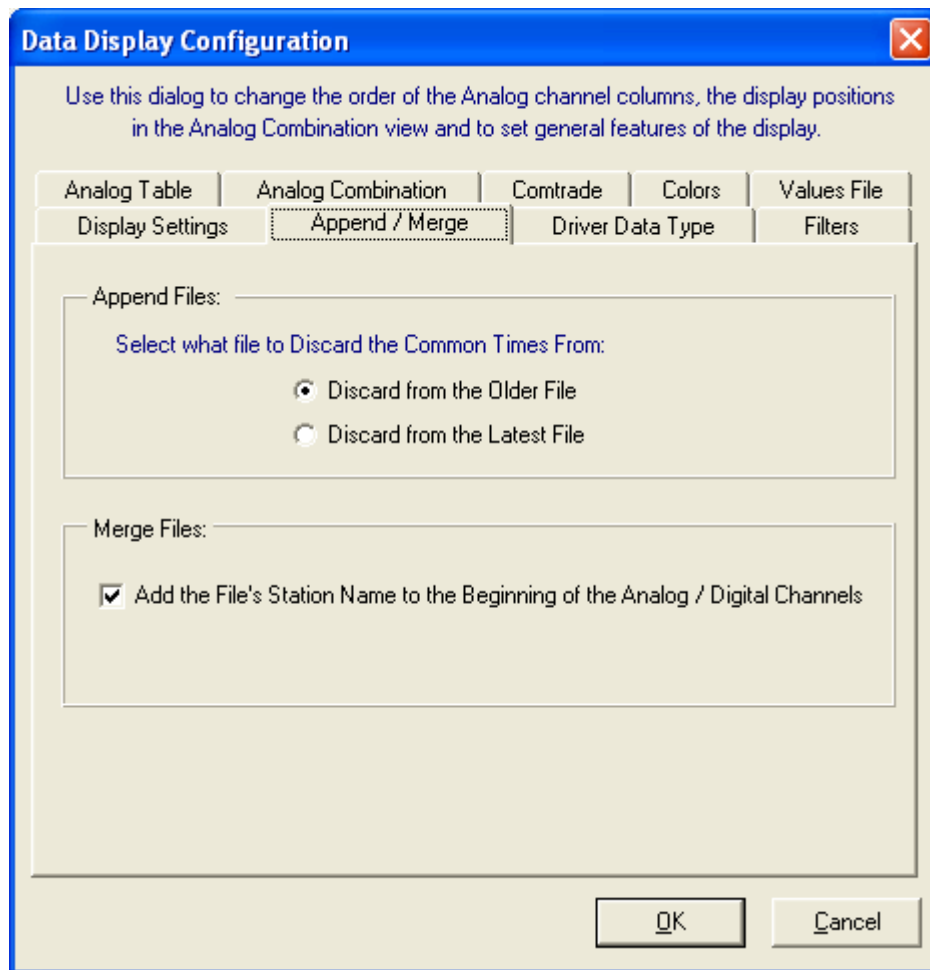 Data Display Configuration
Use this dialog to change the order of the Analog channel columns, the display positions
in the Analog Combination view and to set general features of the display.
Analog Table Analog Combination Comtrade Colors Values File
Display Settings Append / Merge Driver Data Type Filters
Append Files:
Select what file to Discard the Common Times From:
Discard from the Older File
Discard from the Latest File
Merge Files:
Add the File's Station Name to the Beginning of the Analog / Digital Channels
OK Cancel